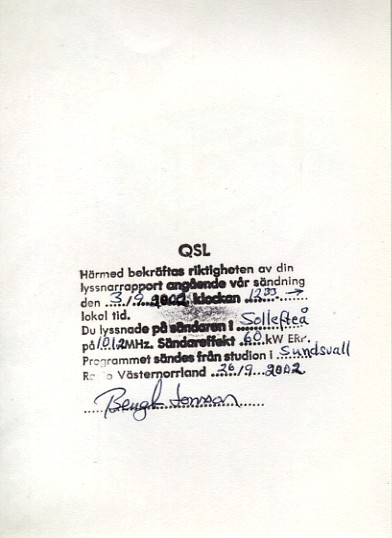 QSL
Härmed bekräftas riktigheten av din
lyssnarrapport angående vår sändning
den 3/9 2002 klockan 1233 →
lokal tid.
Du lyssnade på sändaren i Sollefteå
på 101.2 MHz. Sändareffekt 60 kW ERP.
Programmet sändes från studion i Sundsvall
Radio Västernorrland 26/9 2002
Bengt